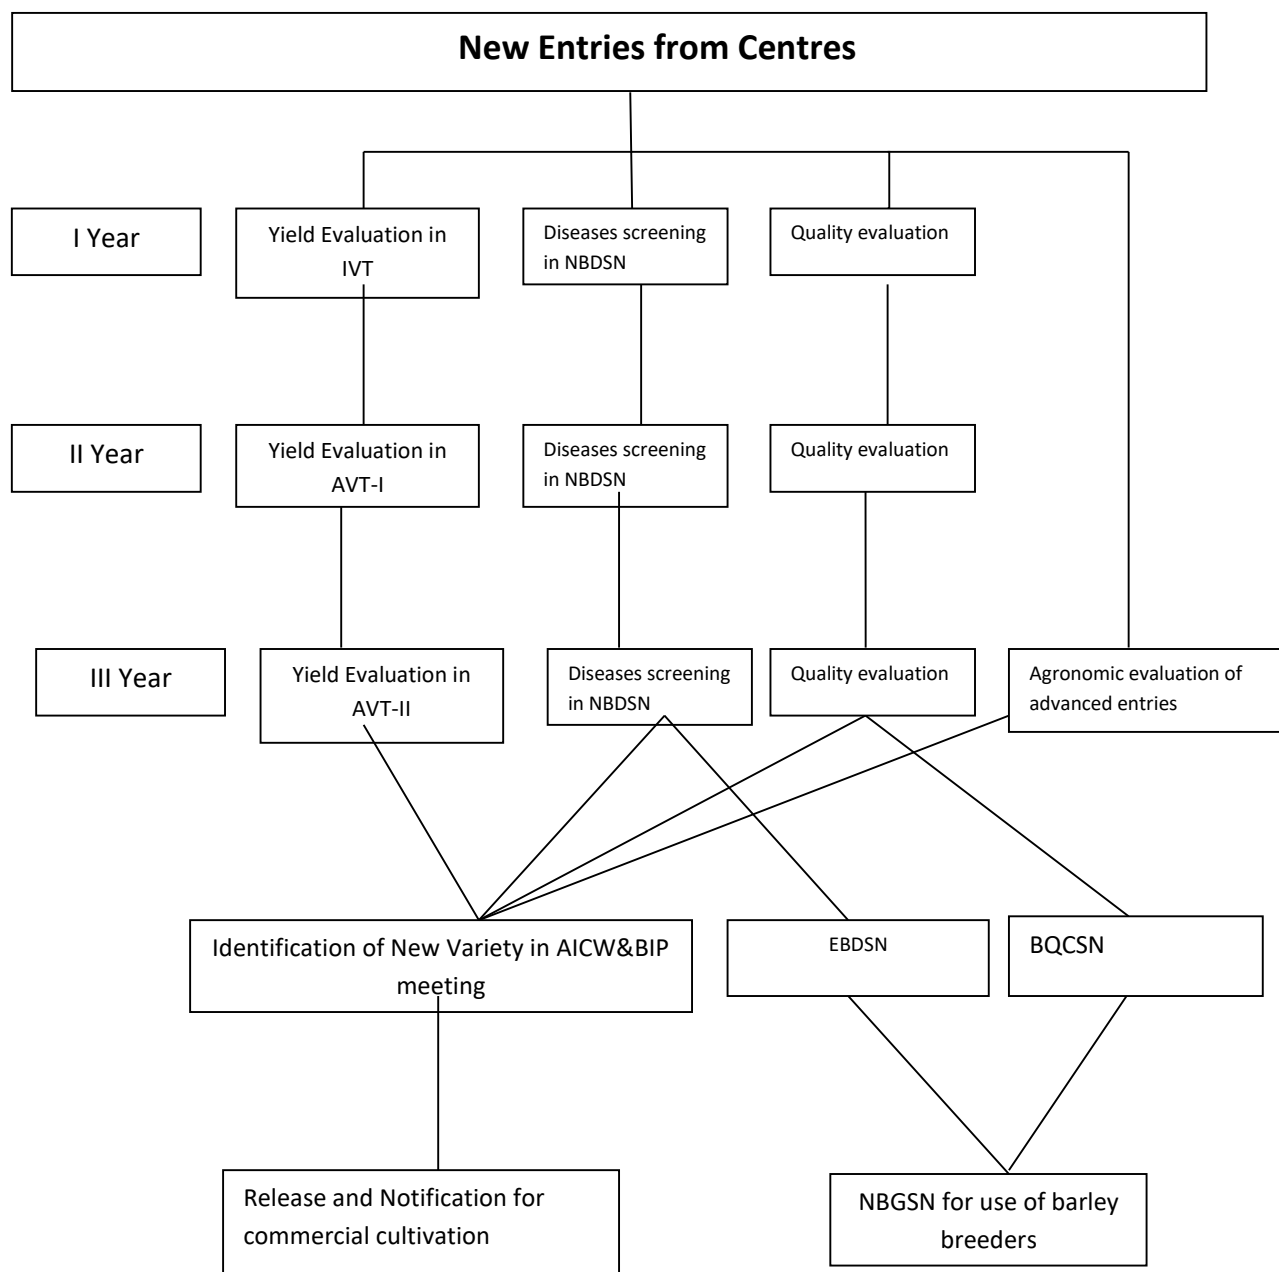 New Entries from Centres
I Year
Yield Evaluation in
IVT
Diseases screening
in NBDSN
Quality evaluation
II Year
Yield Evaluation in
AVT-I
Diseases screening
in NBDSN
Quality evaluation
III Year
Yield Evaluation in
AVT-II
Diseases screening
in NBDSN
Quality evaluation
Agronomic evaluation of
advanced entries
Identification of New Variety in AICW&BIP
meeting
EBDSN
BQCSN
Release and Notification for
commercial cultivation
NBGSN for use of barley
breeders